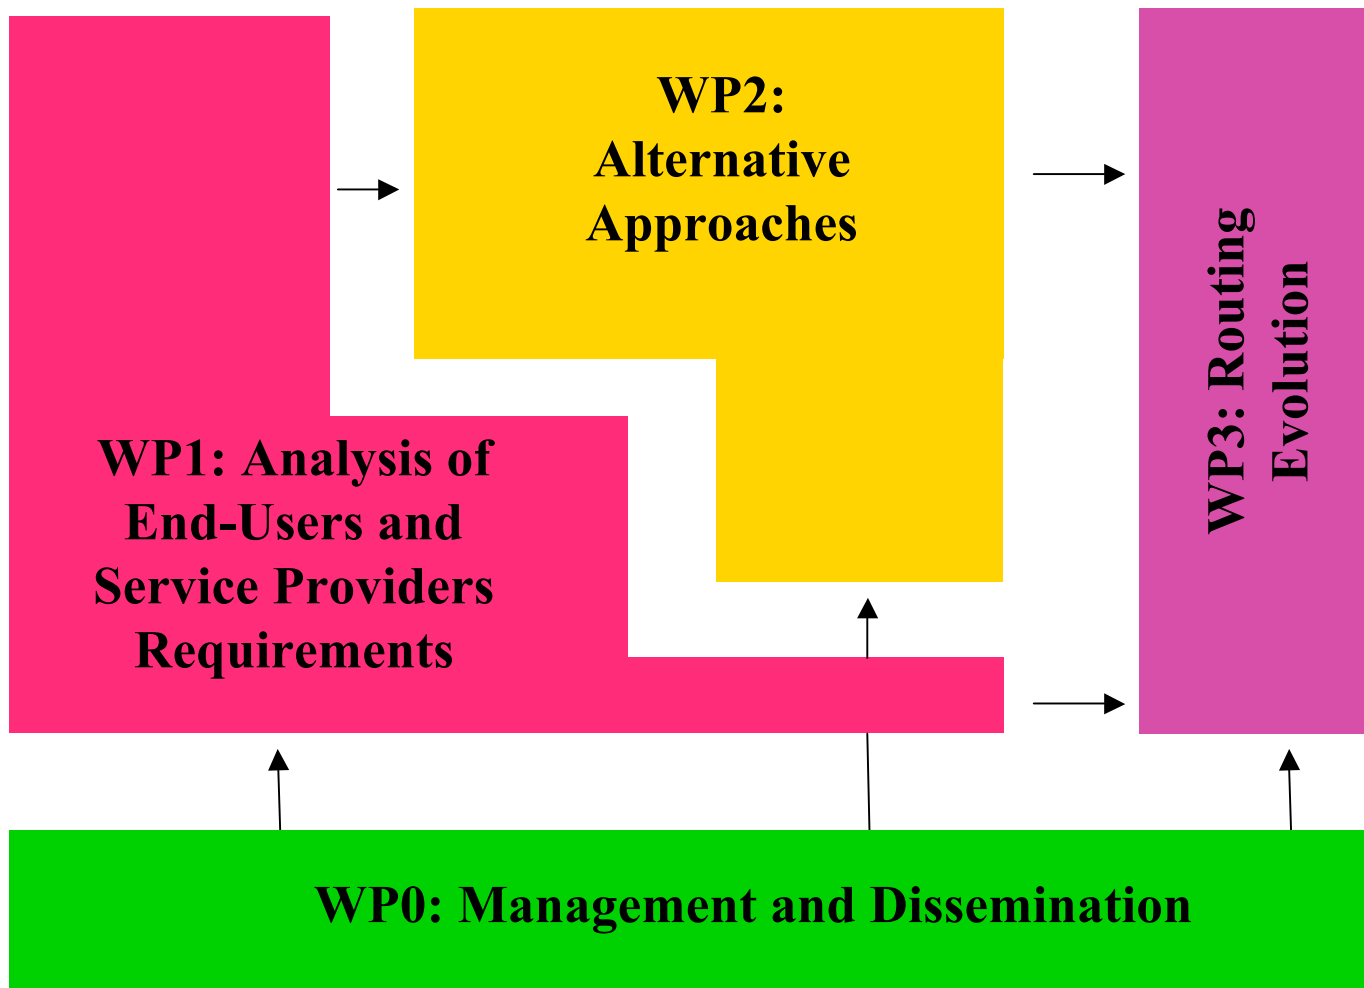 WP2:
Alternative
Approaches
WP3: Routing
Evolution
WP1: Analysis of
End-Users and
Service Providers
Requirements
WP0: Management and Dissemination